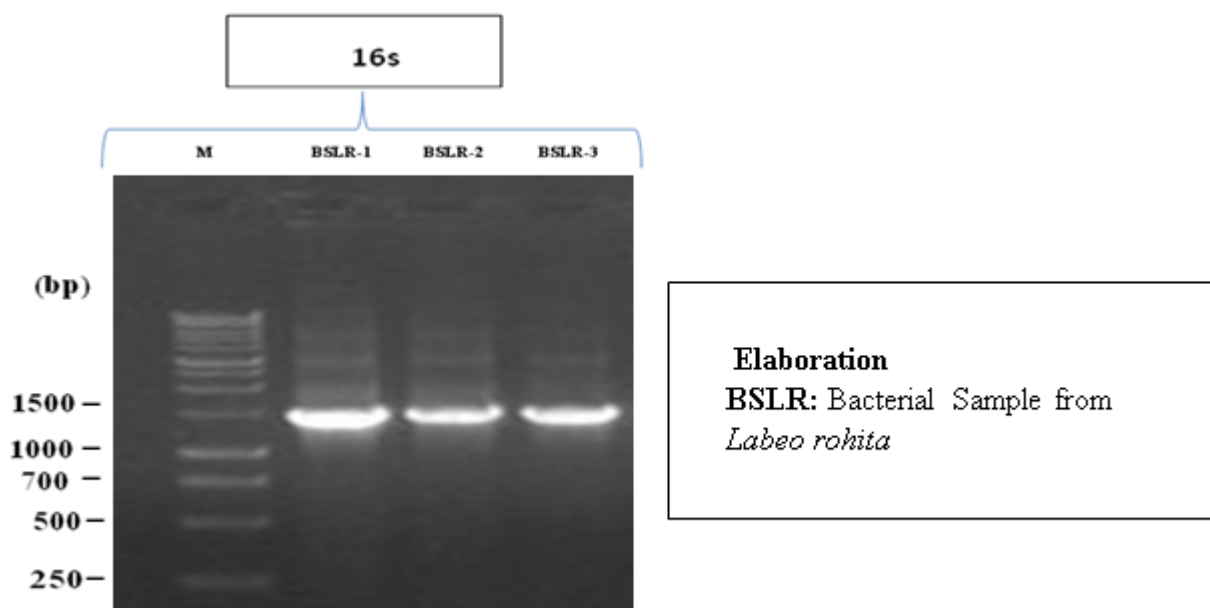 16s
M BSLR-1 BSLR-2 BSLR-3
(bp)
1500
1000
700
500
250
Elaboration
BSLR: Bacterial Sample from
Labeo rohita